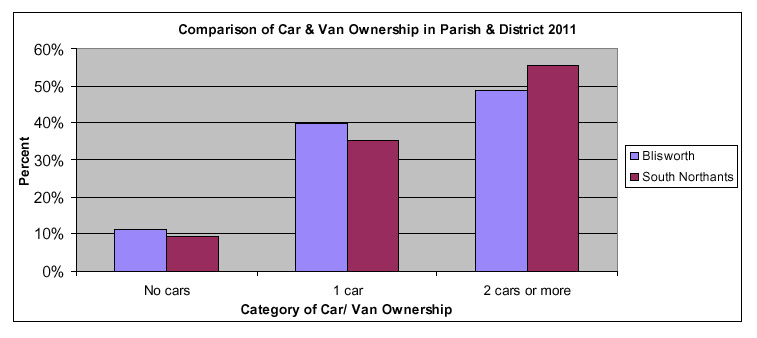 Comparison of Car & Van Ownership in Parish & District 2011
60%
50%
40%
30%
20%
10%
0%
Percent
No cars
1 car
2 cars or more
Category of Car/ Van Ownership
Blisworth
South Northants